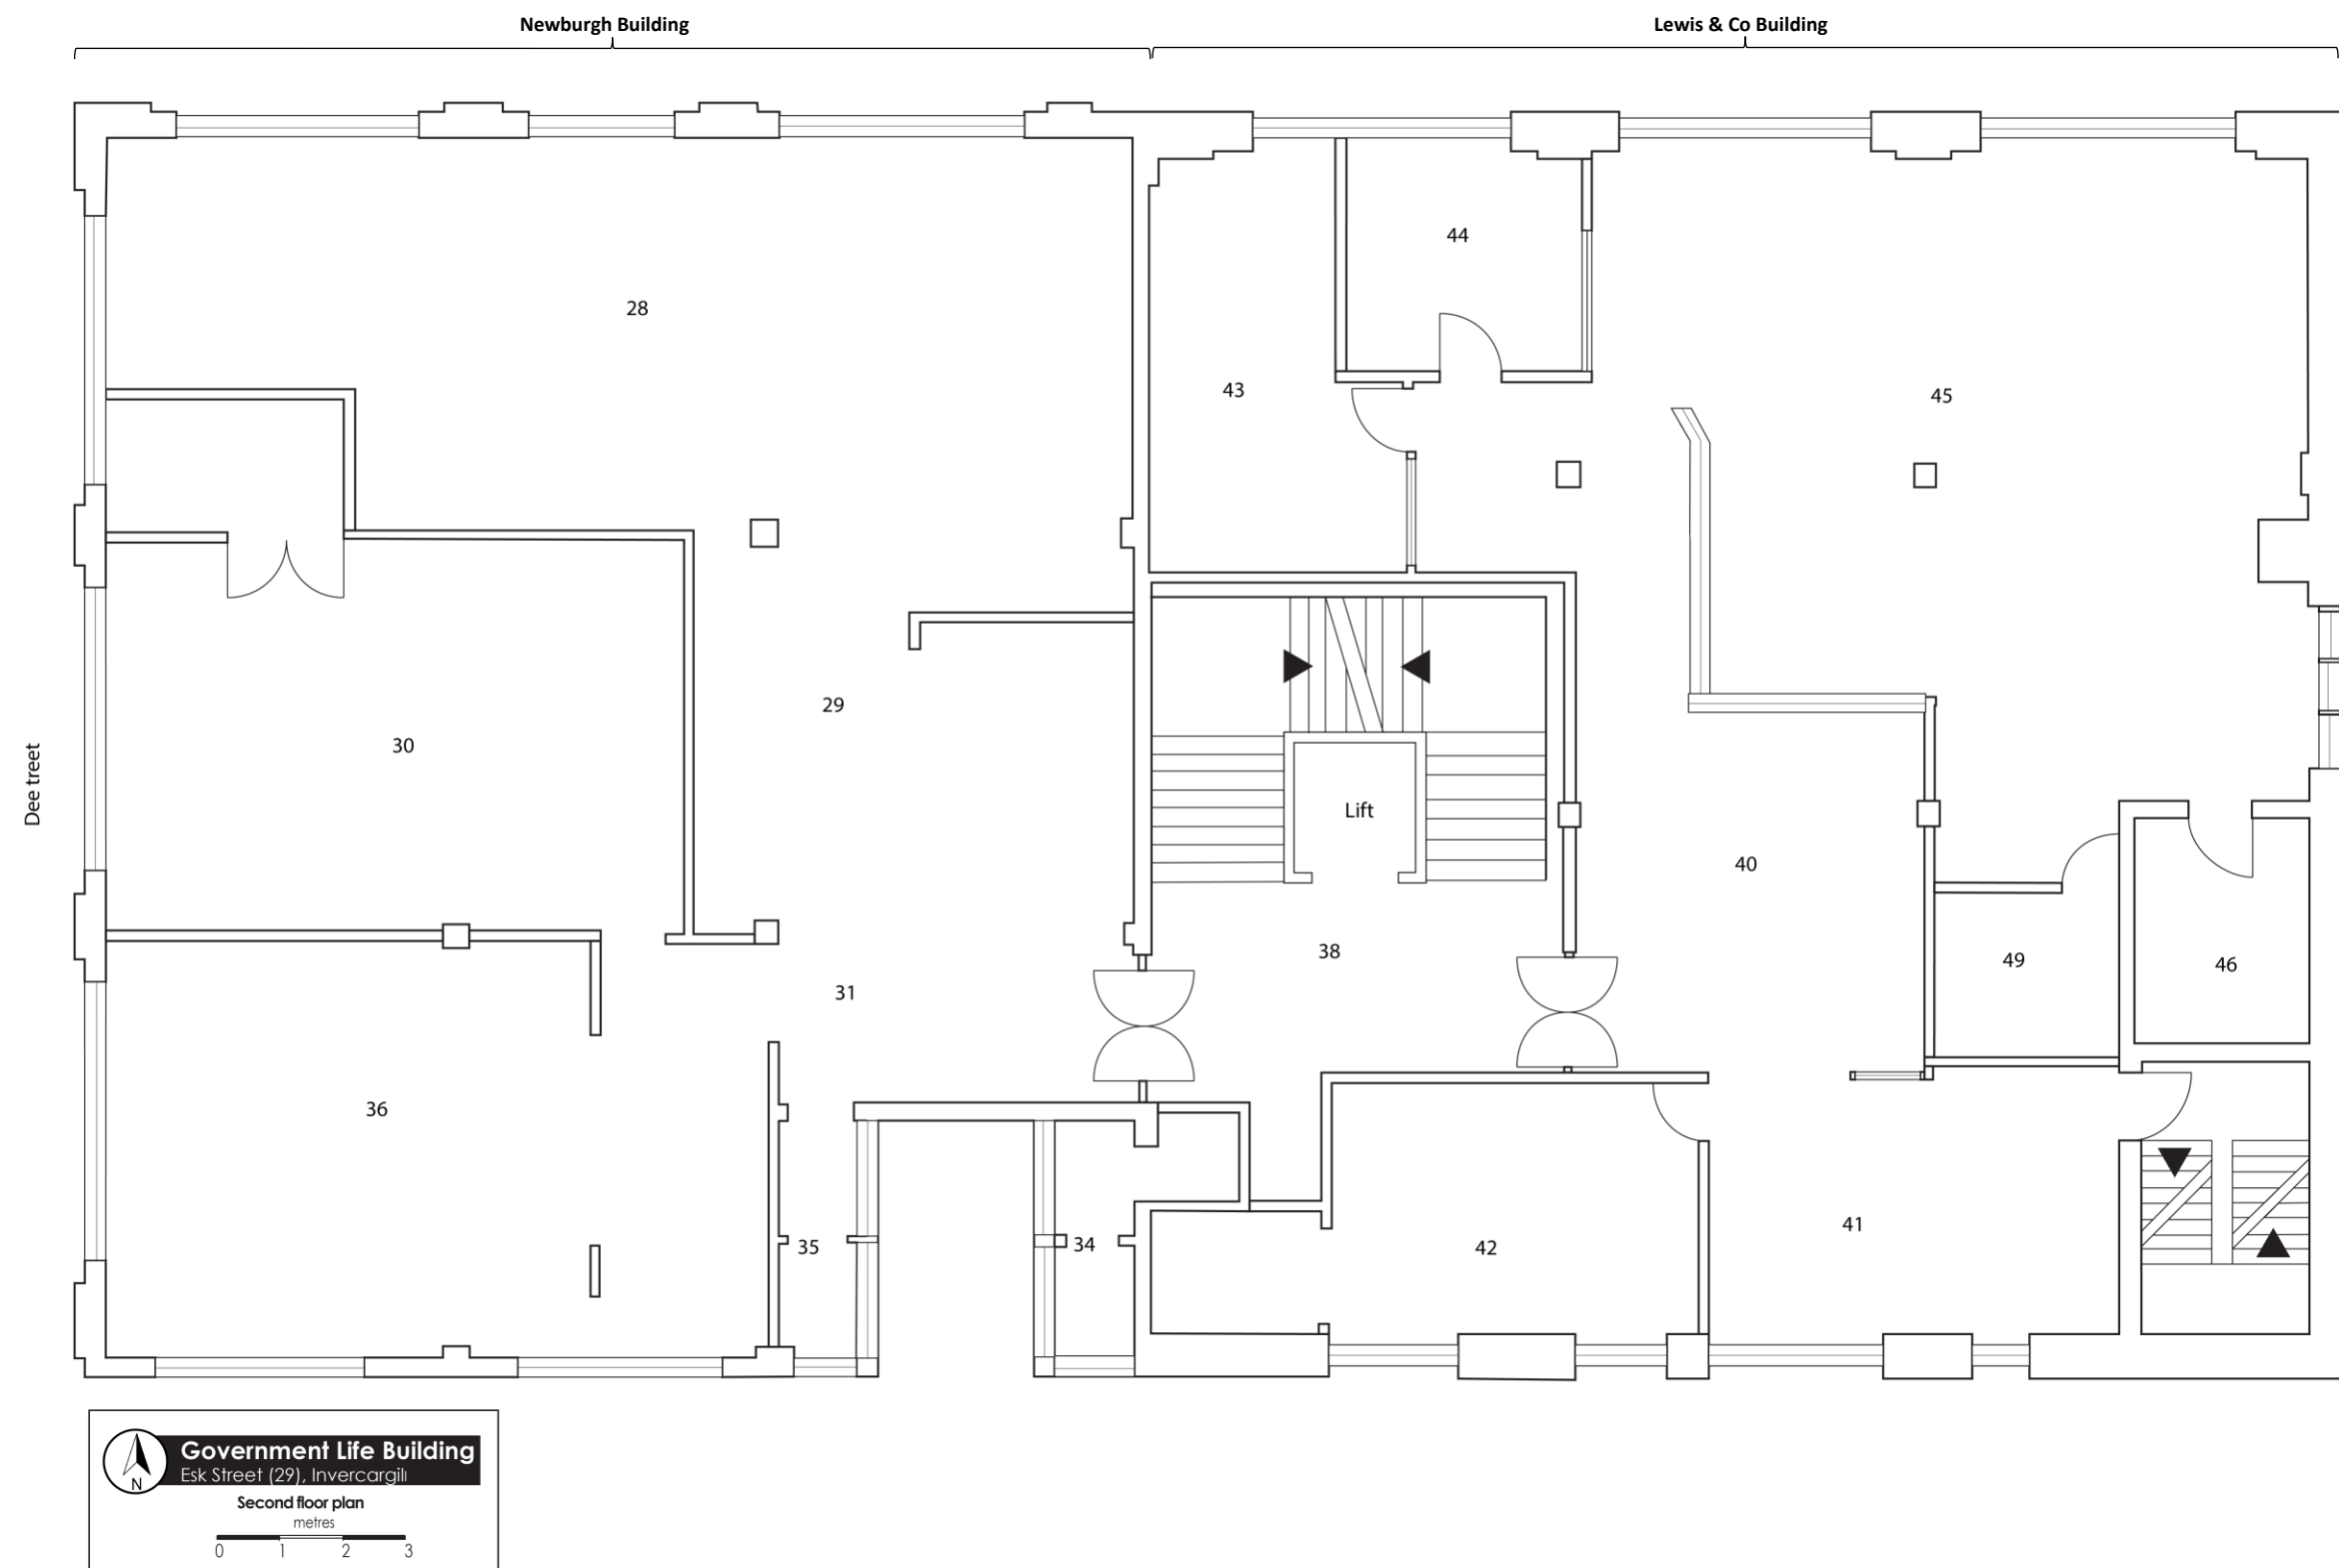 Newburgh Building
Lewis & Co Building
44
28
43
45
29
30
Lift
40
38
49
46
31
36
41
35
34
42
Dee treet
Government Life Building
Esk Street (29), Invercargill
N
Second floor plan
metres
0 1 2 3